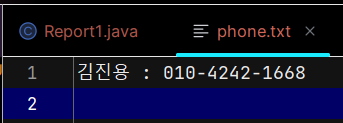 Report1.java phone.txt
1 김진용 : 010-4242-1668
2